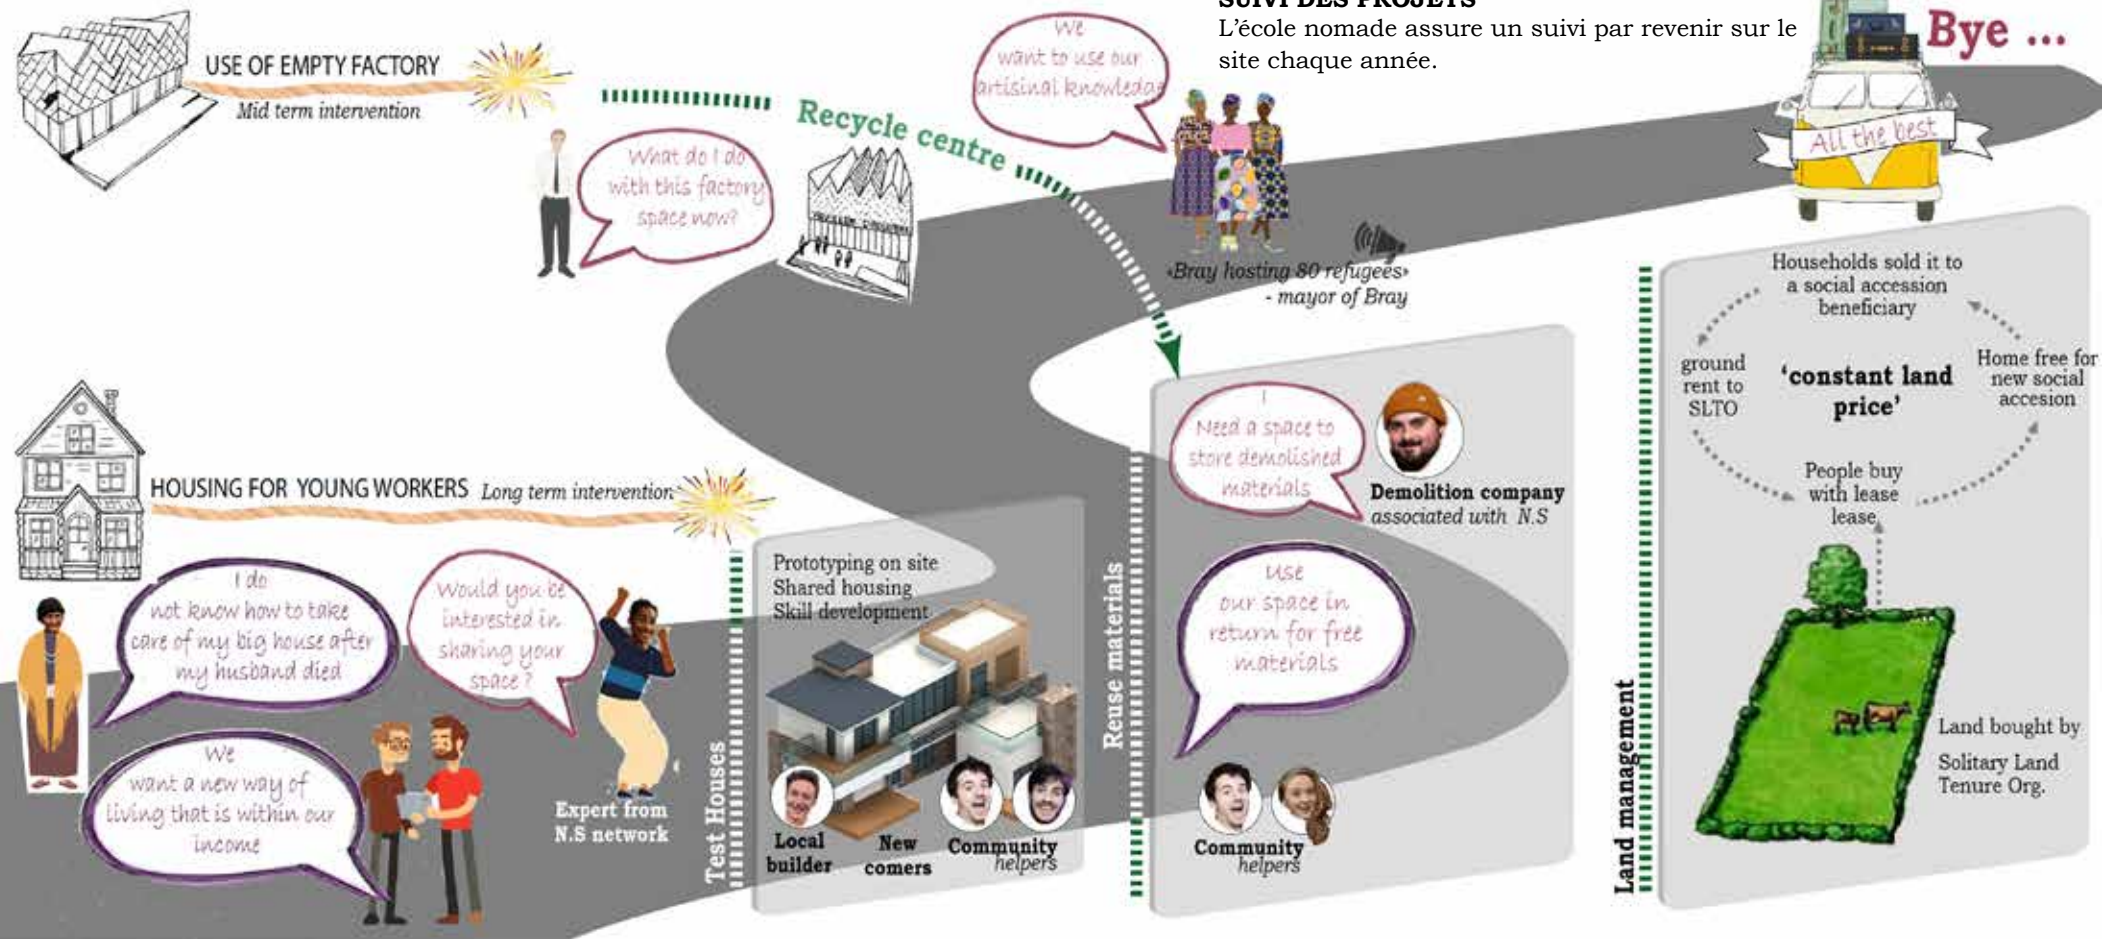 SUIVI DES PROJETS
L’école nomade assure un suivi par revenir sur le
site chaque année.
Bye ...
All the best
USE OF EMPTY FACTORY
Mid term intervention
What do I do
with this factory
space now?
Recycle centre
We
want to use our
artisinal knowledge
«Bray hosting 80 refugees»
- mayor of Bray
HOUSING FOR YOUNG WORKERS Long term intervention
I do
not know how to take
care of my big house after
my husband died
Would you be
interested in
sharing your
space ?
We
want a new way of
living that is within our
income
Expert from
N.S network
Test Houses
Prototyping on site
Shared housing
Skill development
Local
builder
New
comers
Community
helpers
Reuse materials
I
Need a space to
store demolished
materials
Demolition company
associated with N.S
Use
our space in
return for free
materials
Community
helpers
Land management
Households sold it to
a social accession
beneficiary
ground
rent to
SLTO
‘constant land
price’
Home free for
new social
accesion
People buy
with lease
lease
Land bought by
Solitary Land
Tenure Org.